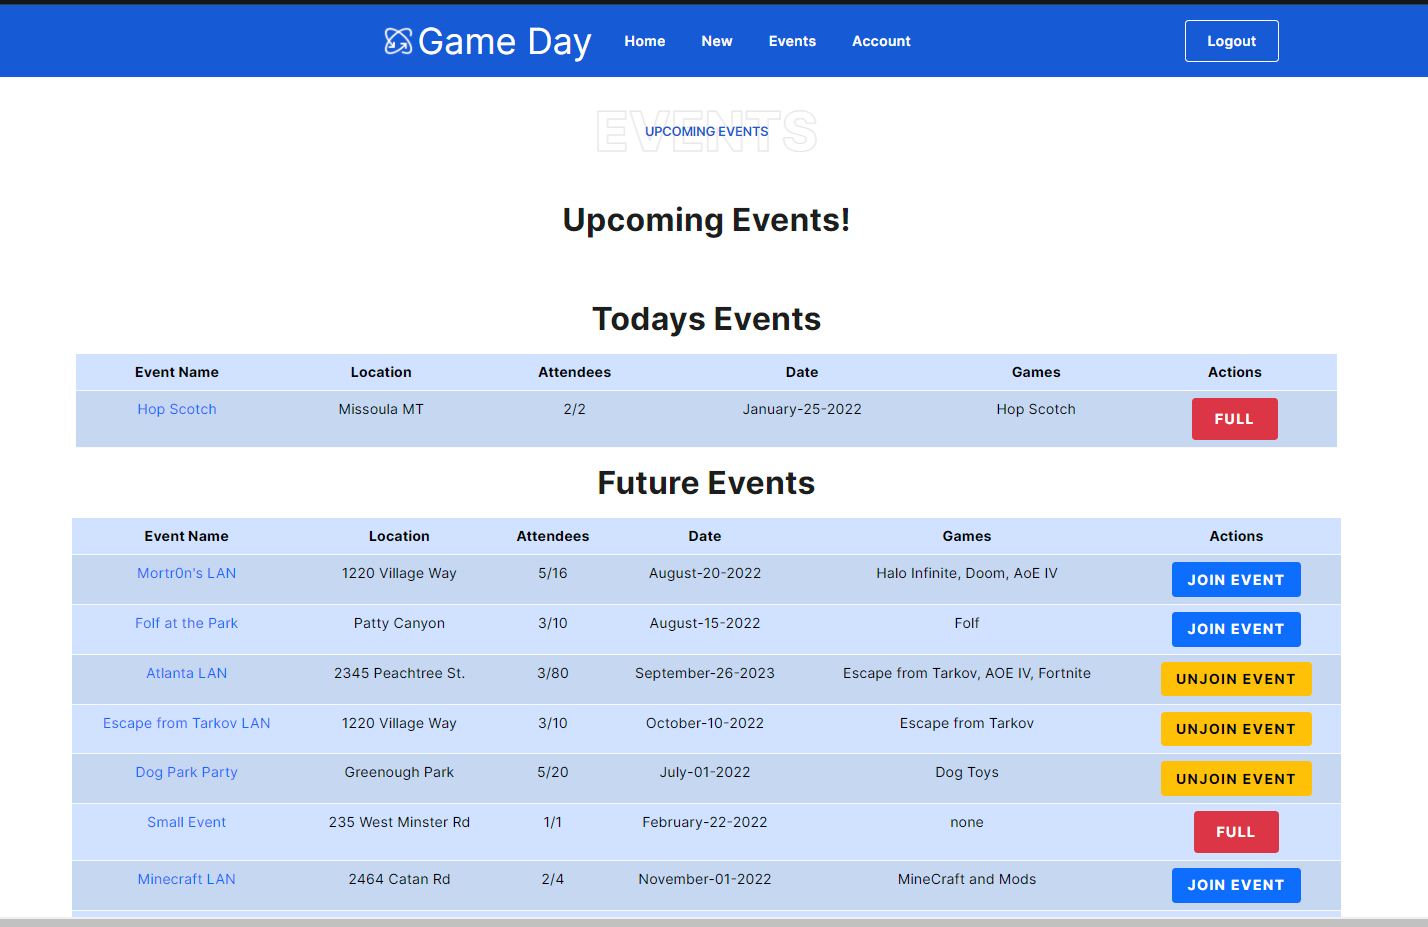 Game Day Home New Events Account Logout
EVENTS
UPCOMING EVENTS
Upcoming Events!
Todays Events
Event Name Location Attendees Date Games Actions
Hop Scotch Missoula MT 2/2 January-25-2022 Hop Scotch FULL
Future Events
Event Name Location Attendees Date Games Actions
Mortr0n's LAN 1220 Village Way 5/16 August-20-2022 Halo Infinite, Doom, AoE IV JOIN EVENT
Folf at the Park Patty Canyon 3/10 August-15-2022 Folf JOIN EVENT
Atlanta LAN 2345 Peachtree St. 3/80 September-26-2023 Escape from Tarkov, AOE IV, Fortnite UNJOIN EVENT
Escape from Tarkov LAN 1220 Village Way 3/10 October-10-2022 Escape from Tarkov UNJOIN EVENT
Dog Park Party Greenough Park 5/20 July-01-2022 Dog Toys UNJOIN EVENT
Small Event 235 West Minster Rd 1/1 February-22-2022 none FULL
Minecraft LAN 2464 Catan Rd 2/4 November-01-2022 MineCraft and Mods JOIN EVENT